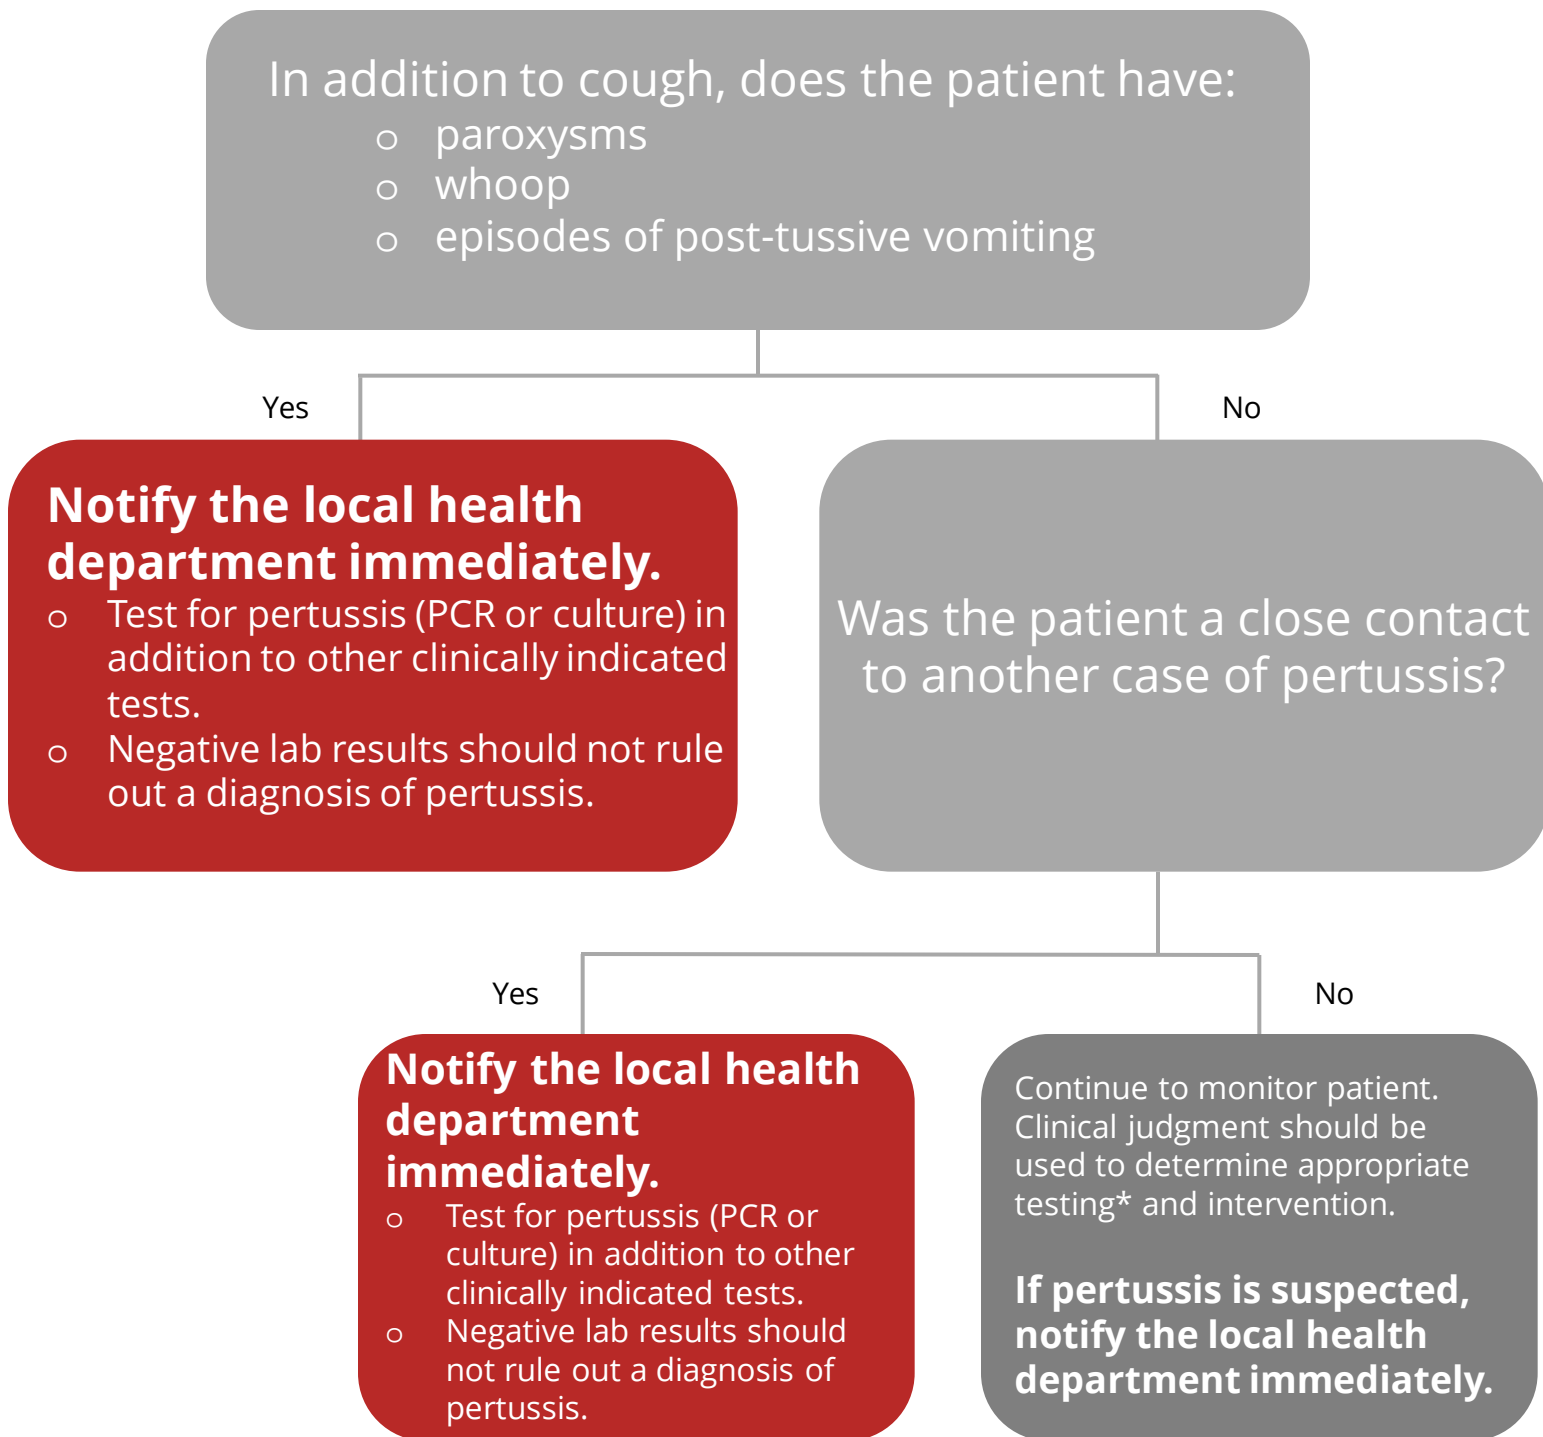 In addition to cough, does the patient have:
o paroxysms
o whoop
o episodes of post-tussive vomiting
Yes
No
Notify the local health
department immediately.
o Test for pertussis (PCR or culture) in
addition to other clinically indicated
tests.
o Negative lab results should not rule
out a diagnosis of pertussis.
Was the patient a close contact
to another case of pertussis?
Yes
No
Notify the local health
department
immediately.
o Test for pertussis (PCR or
culture) in addition to other
clinically indicated tests.
o Negative lab results should
not rule out a diagnosis of
pertussis.
Continue to monitor patient.
Clinical judgment should be
used to determine appropriate
testing* and intervention.
If pertussis is suspected,
notify the local health
department immediately.